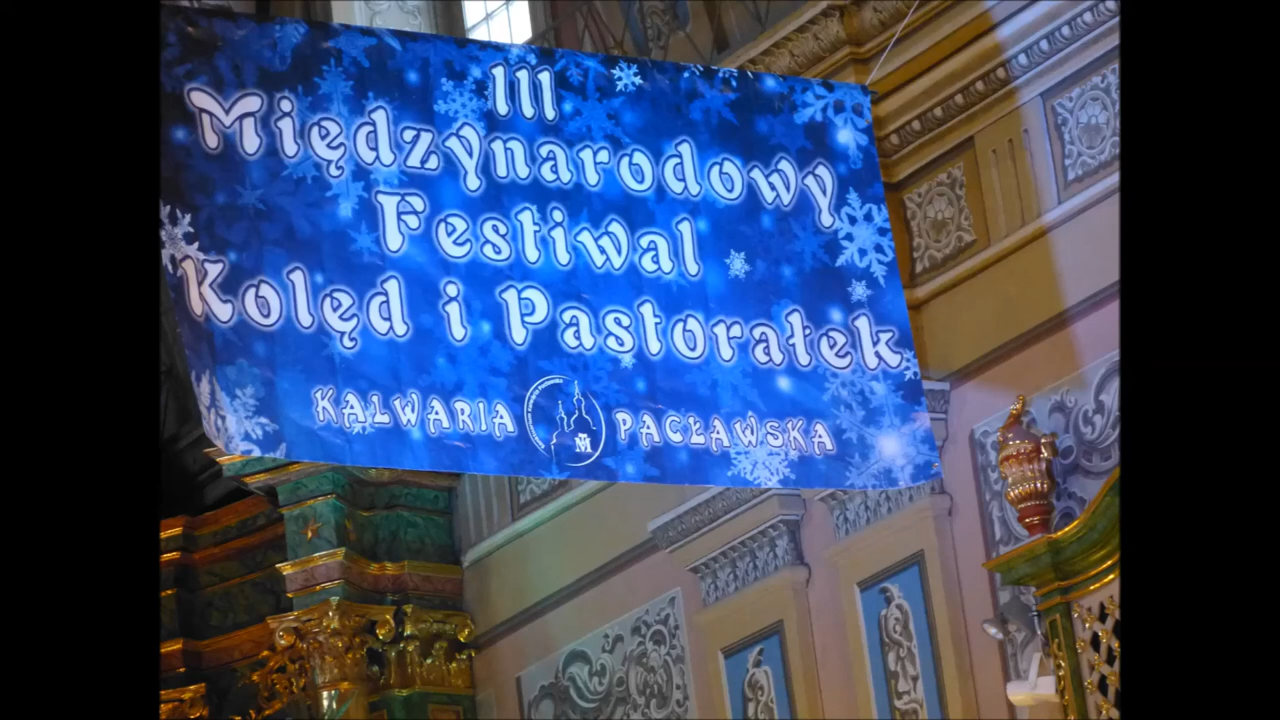 III
Międzynarodowy
Festiwal
Kolęd i Pastorałek
KALWARIA PACŁAWSKA